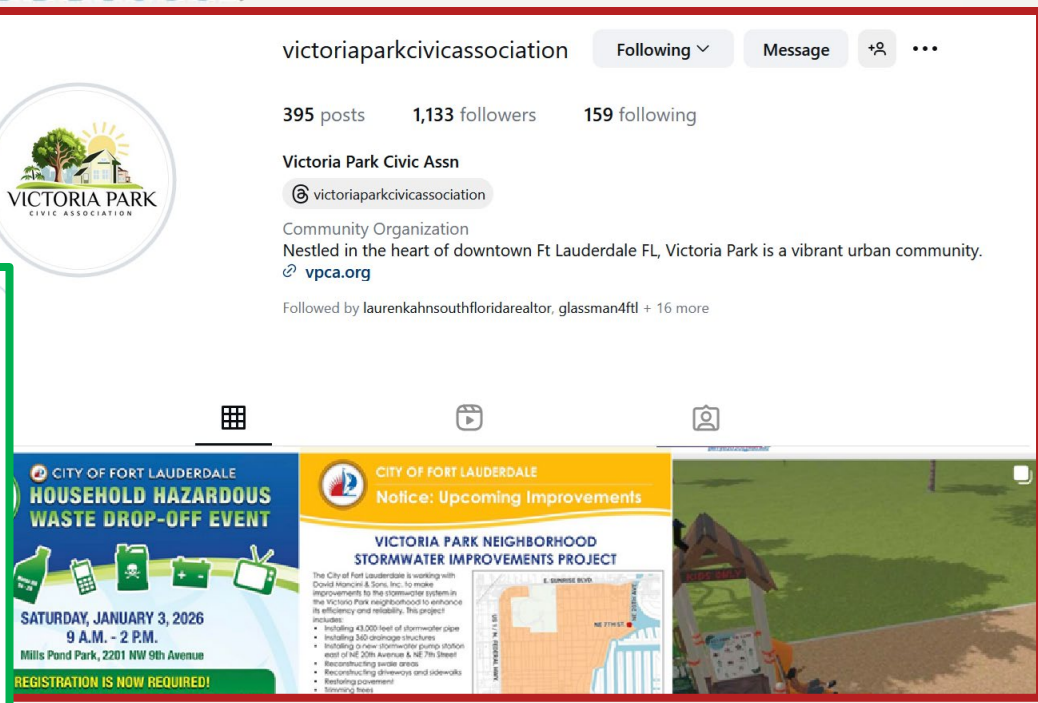 victoriaparkcivicassociation Following Message
395 posts 1,133 followers 159 following
Victoria Park Civic Assn
victoriaparkcivicassociation
Community Organization
Nestled in the heart of downtown Ft Lauderdale FL, Victoria Park is a vibrant urban community.
vpca.org
Followed by laurenkahnsouthfloridarealtor, glassman4ftl + 16 more
VICTORIA PARK
CIVIC ASSOCIATION
CITY OF FORT LAUDERDALE
HOUSEHOLD HAZARDOUS
WASTE DROP-OFF EVENT
SATURDAY, JANUARY 3, 2026
9 A.M. - 2 P.M.
Mills Pond Park, 2201 NW 9th Avenue
REGISTRATION IS NOW REQUIRED!
CITY OF FORT LAUDERDALE
Notice: Upcoming Improvements
VICTORIA PARK NEIGHBORHOOD
STORMWATER IMPROVEMENTS PROJECT
The City of Fort Lauderdale is working with
David Mancini & Sons, Inc. to make
improvements to the stormwater system in
the Victoria Park neighborhood to enhance
its efficiency and reliability. This project
includes:
• Installing 43,000 feet of stormwater pipe
• Installing 360 drainage structures
• Installing a new stormwater pump station
east of NE 20th Avenue & NE 7th Street
• Reconstructing swale areas
• Reconstructing driveways and sidewalks
• Restoring pavement
• Trimming trees
E. SUNRISE BLVD.
NE 20TH AVE.
NE 7TH ST.
US 1 / N. FEDERAL HWY.
KIDS ONLY